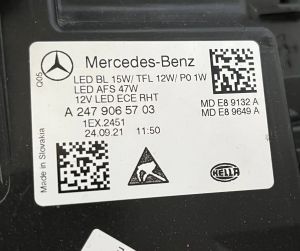 Q05
Mercedes-Benz
LED BL 15W/ TFL 12W/ P0 1W
LED AFS 47W
12V LED ECE RHT
A 247 906 57 03
1EX.2451
24.09.21 11:50
MD E8 9132 A
MD E8 9649 A
Made in Slovakia
HELLA